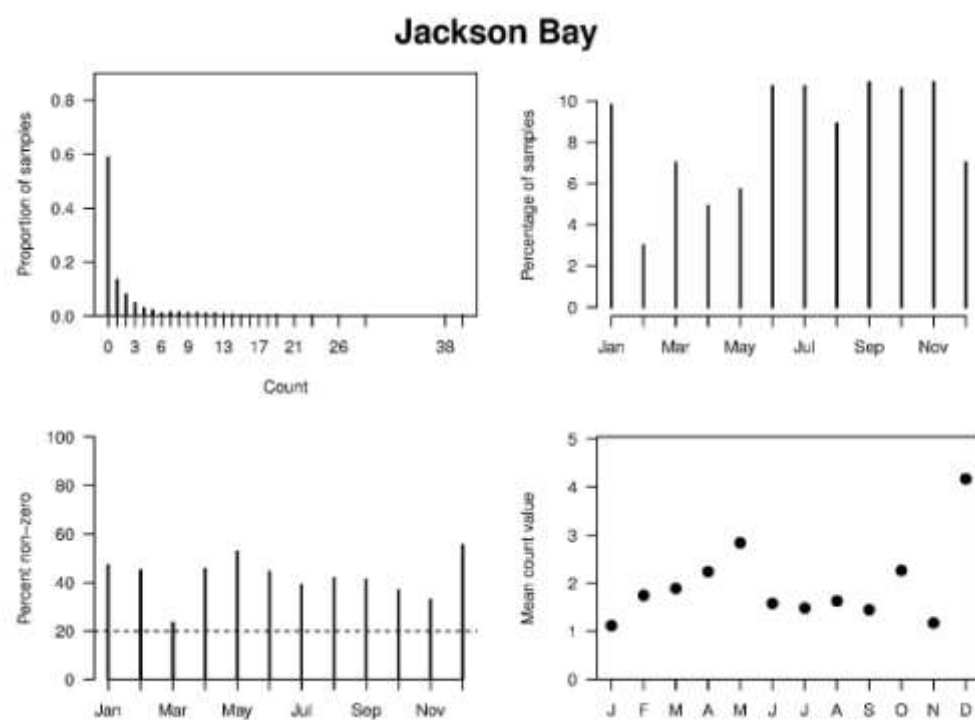 Jackson Bay
Proportion of samples
0.8
0.6
0.4
0.2
0.0
0 3 6 9 13 17 21 26 38
Count
Percentage of samples
10
8
6
4
2
0
Jan Mar May Jul Sep Nov
Percent non-zero
100
80
60
40
20
0
Jan Mar May Jul Sep Nov
Mean count value
5
4
3
2
1
0
J F M A M J J A S O N D